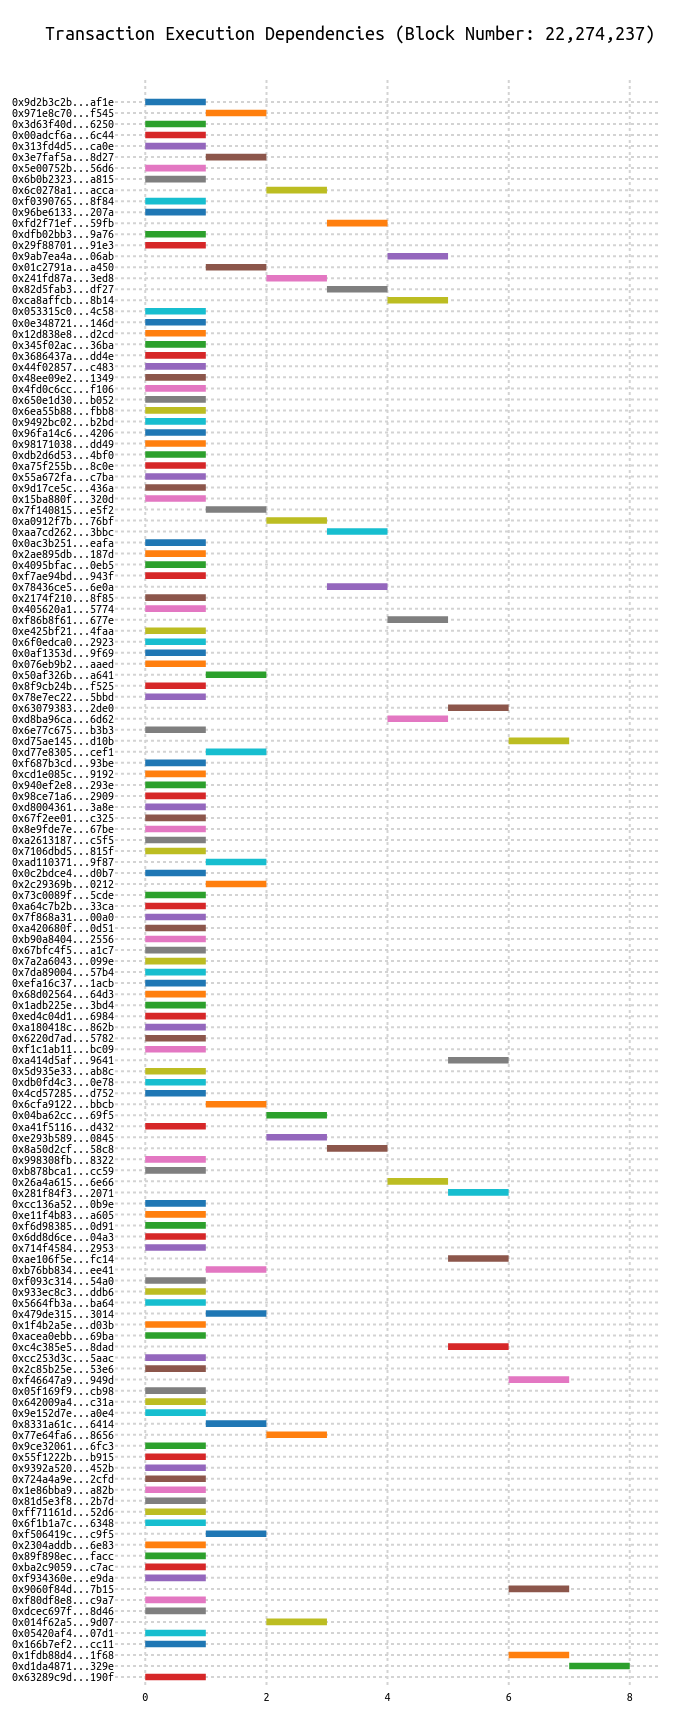 Transaction Execution Dependencies (Block Number: 22,274,237)
0x9d2b3c2b...af1e
0x971e8c70...f545
0x3d63f40d...6250
0x00adcf6a...6c44
0x313fd4d5...ca0e
0x3e7faf5a...8d27
0x5e00752b...56d6
0x6b0b2323...a815
0x6c0278a1...acca
0xf0390765...8f84
0x96be6133...207a
0xfd2f71ef...59fb
0xdfb02bb3...9a76
0x29f88701...91e3
0x9ab7ea4a...06ab
0x01c2791a...a450
0x241fd87a...3ed8
0x82d5fab3...df27
0xca8affcb...8b14
0x053315c0...4c58
0x0e348721...146d
0x12d838e8...d2cd
0x345f02ac...36ba
0x3686437a...dd4e
0x44f02857...c483
0x48ee09e2...1349
0x4fd0c6cc...f106
0x650e1d30...b052
0x6ea55b88...fbb8
0x9492bc02...b2bd
0x96fa14c6...4206
0x98171038...dd49
0xdb2d6d53...4bf0
0xa75f255b...8c0e
0x55a672fa...c7ba
0x9d17ce5c...436a
0x15ba880f...320d
0x7f140815...e5f2
0xa0912f7b...76bf
0xaa7cd262...3bbc
0x0ac3b251...eafa
0x2ae895db...187d
0x4095bfac...0eb5
0xf7ae94bd...943f
0x78436ce5...6e0a
0x2174f210...8f85
0x405620a1...5774
0xf86b8f61...677e
0xe425bf21...4faa
0x6f0edca0...2923
0x0af1353d...9f69
0x076eb9b2...aaed
0x50af326b...a641
0x8f9cb24b...f525
0x78e7ec22...5bbd
0x63079383...2de0
0xd8ba96ca...6d62
0x6e77c675...b3b3
0xd75ae145...d10b
0xd77e8305...cef1
0xf687b3cd...93be
0xcd1e085c...9192
0x940ef2e8...293e
0x98ce71a6...2909
0xd8004361...3a8e
0x67f2ee01...c325
0x8e9fde7e...67be
0xa2613187...c5f5
0x7106dbd5...815f
0xad110371...9f87
0x0c2bdce4...d0b7
0x2c29369b...0212
0x73c0089f...5cde
0xa64c7b2b...33ca
0x7f868a31...00a0
0xa420680f...0d51
0xb90a8404...2556
0x67bfc4f5...a1c7
0x7a2a6043...099e
0x7da89004...57b4
0xefa16c37...1acb
0x68d02564...64d3
0x1adb225e...3bd4
0xed4c04d1...6984
0xa180418c...862b
0x6220d7ad...5782
0xf1c1ab11...bc09
0xa414d5af...9641
0x5d935e33...ab8c
0xdb0fd4c3...0e78
0x4cd57285...d752
0x6cfa9122...bbcb
0x04ba62cc...69f5
0xa41f5116...d432
0xe293b589...0845
0x8a50d2cf...58c8
0x998308fb...8322
0xb878bca1...cc59
0x26a4a615...6e66
0x281f84f3...2071
0xcc136a52...0b9e
0xe11f4b83...a605
0xf6d98385...0d91
0x6dd8d6ce...04a3
0x714f4584...2953
0xae106f5e...fc14
0xb76bb834...ee41
0xf093c314...54a0
0x933ec8c3...ddb6
0x5664fb3a...ba64
0x479de315...3014
0x1f4b2a5e...d03b
0xacea0ebb...69ba
0xc4c385e5...8dad
0xcc253d3c...5aac
0x2c85b25e...53e6
0xf46647a9...949d
0x05f169f9...cb98
0x642009a4...c31a
0x9e152d7e...a0e4
0x8331a61c...6414
0x77e64fa6...8656
0x9ce32061...6fc3
0x55f1222b...b915
0x9392a520...452b
0x724a4a9e...2cfd
0x1e86bba9...a82b
0x81d5e3f8...2b7d
0xff71161d...52d6
0x6f1b1a7c...6348
0xf506419c...c9f5
0x2304addb...6e83
0x89f898ec...facc
0xba2c9059...c7ac
0xf934360e...e9da
0x9060f84d...7b15
0xf80df8e8...c9a7
0xdcec697f...8d46
0x014f62a5...9d07
0x05420af4...07d1
0x166b7ef2...cc11
0x1fdb88d4...1f68
0xd1da4871...329e
0x63289c9d...190f
0 2 4 6 8